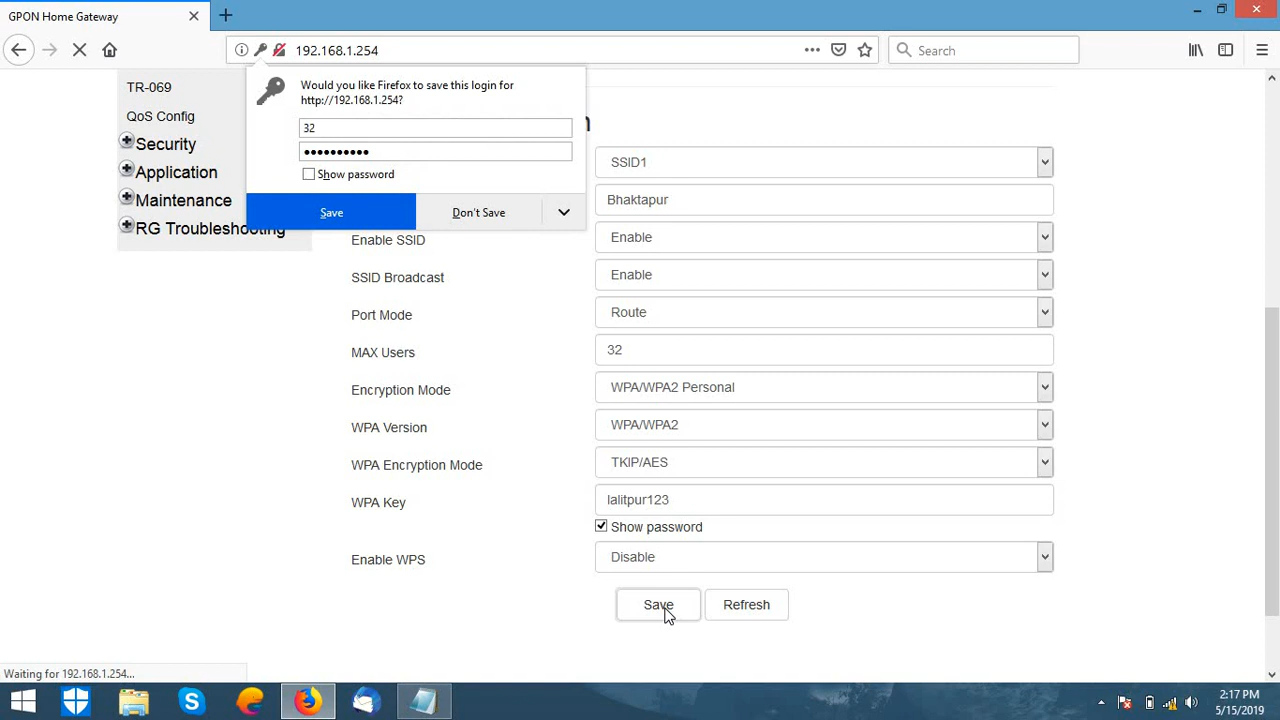 GPON Home Gateway
192.168.1.254
Search
TR-069
QoS Config
Security
Application
Maintenance
RG Troubleshooting
Would you like Firefox to save this login for
http://192.168.1.254?
32
••••••••••
Show password
Save
Don't Save
SSID1
Bhaktapur
Enable SSID
Enable
SSID Broadcast
Enable
Port Mode
Route
MAX Users
32
Encryption Mode
WPA/WPA2 Personal
WPA Version
WPA/WPA2
WPA Encryption Mode
TKIP/AES
WPA Key
lalitpur123
Show password
Enable WPS
Disable
Save
Refresh
Waiting for 192.168.1.254...
2:17 PM
5/15/2019